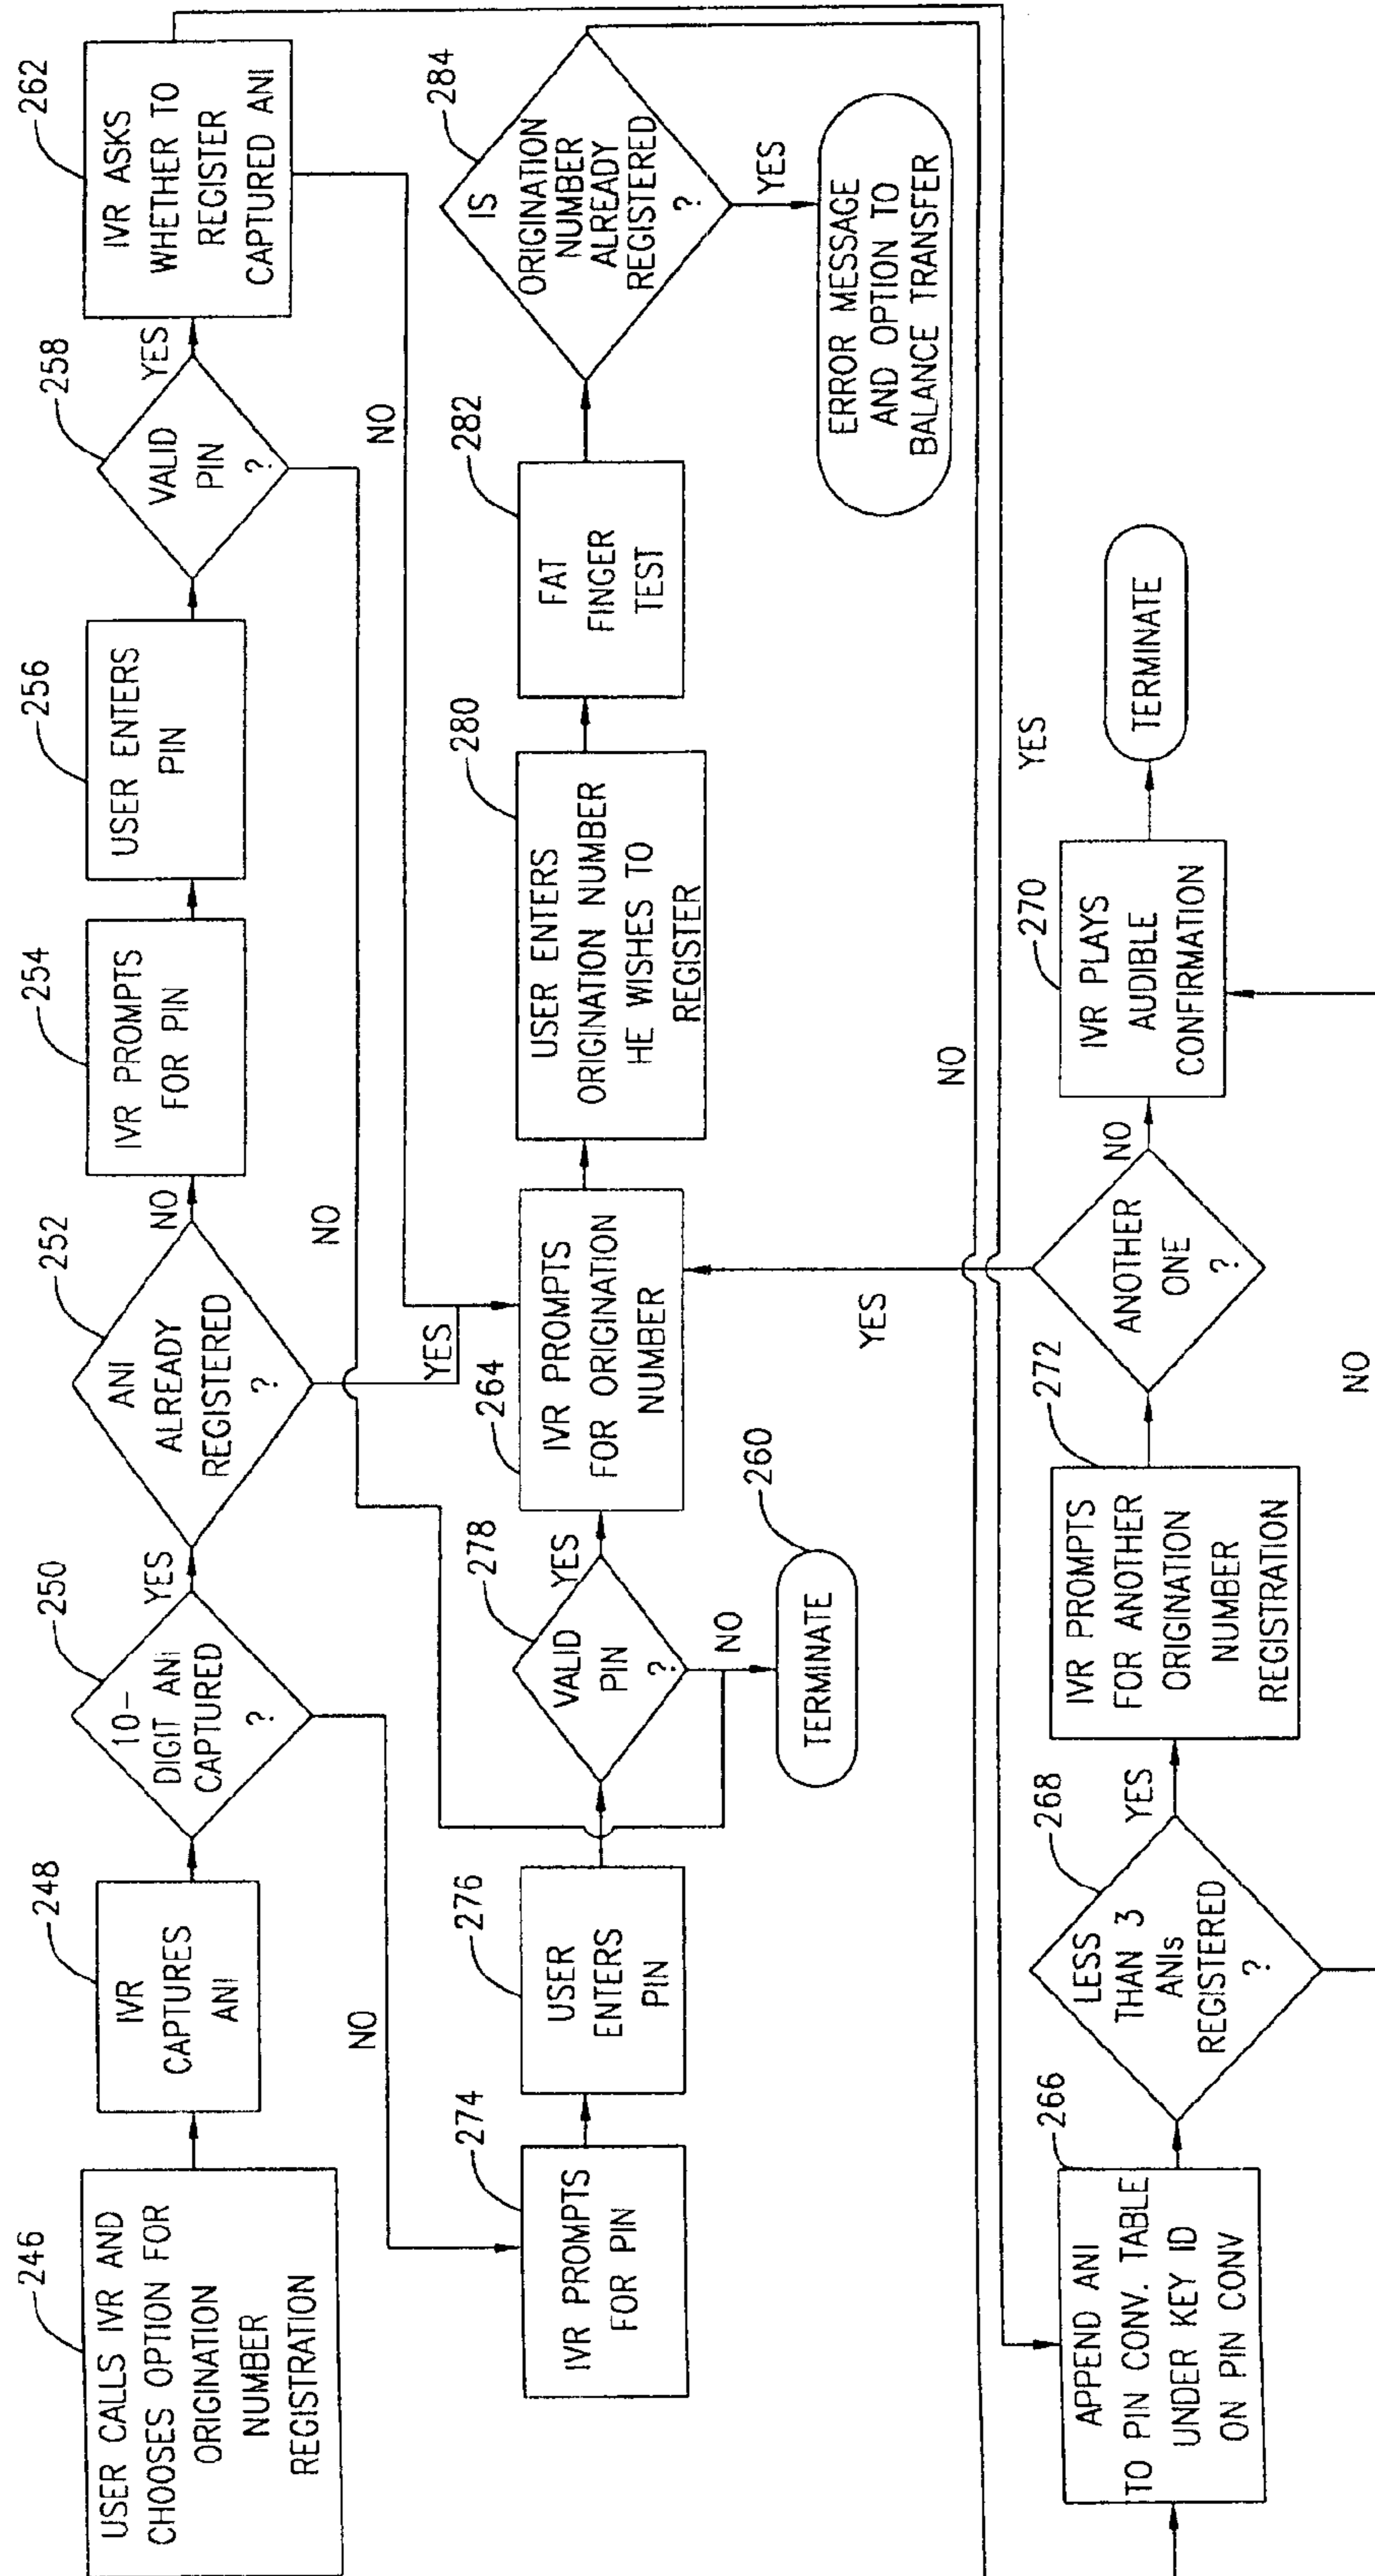 246
USER CALLS IVR AND
CHOOSES OPTION FOR
ORIGINATION
NUMBER
REGISTRATION
248
IVR
CAPTURES
ANI
250
10-
DIGIT ANI
CAPTURED
?
YES
NO
252
ANI
ALREADY
REGISTERED
?
NO
YES
254
IVR PROMPTS
FOR PIN
256
USER ENTERS
PIN
258
VALID
PIN
?
YES
NO
262
IVR ASKS
WHETHER TO
REGISTER
CAPTURED ANI
NO
YES
274
IVR PROMPTS
FOR PIN
276
USER
ENTERS
PIN
278
VALID
PIN
?
YES
NO
260
TERMINATE
264
IVR PROMPTS
FOR ORIGINATION
NUMBER
280
USER ENTERS
ORIGINATION NUMBER
HE WISHES TO
REGISTER
282
FAT
FINGER
TEST
284
IS
ORIGINATION
NUMBER
ALREADY
REGISTERED
?
YES
NO
ERROR MESSAGE
AND OPTION TO
BALANCE TRANSFER
266
APPEND ANI
TO PIN CONV. TABLE
UNDER KEY ID
ON PIN CONV
268
LESS
THAN 3
ANIs
REGISTERED
?
YES
NO
272
IVR PROMPTS
FOR ANOTHER
ORIGINATION
NUMBER
REGISTRATION
ANOTHER
ONE
?
YES
NO
270
IVR PLAYS
AUDIBLE
CONFIRMATION
TERMINATE